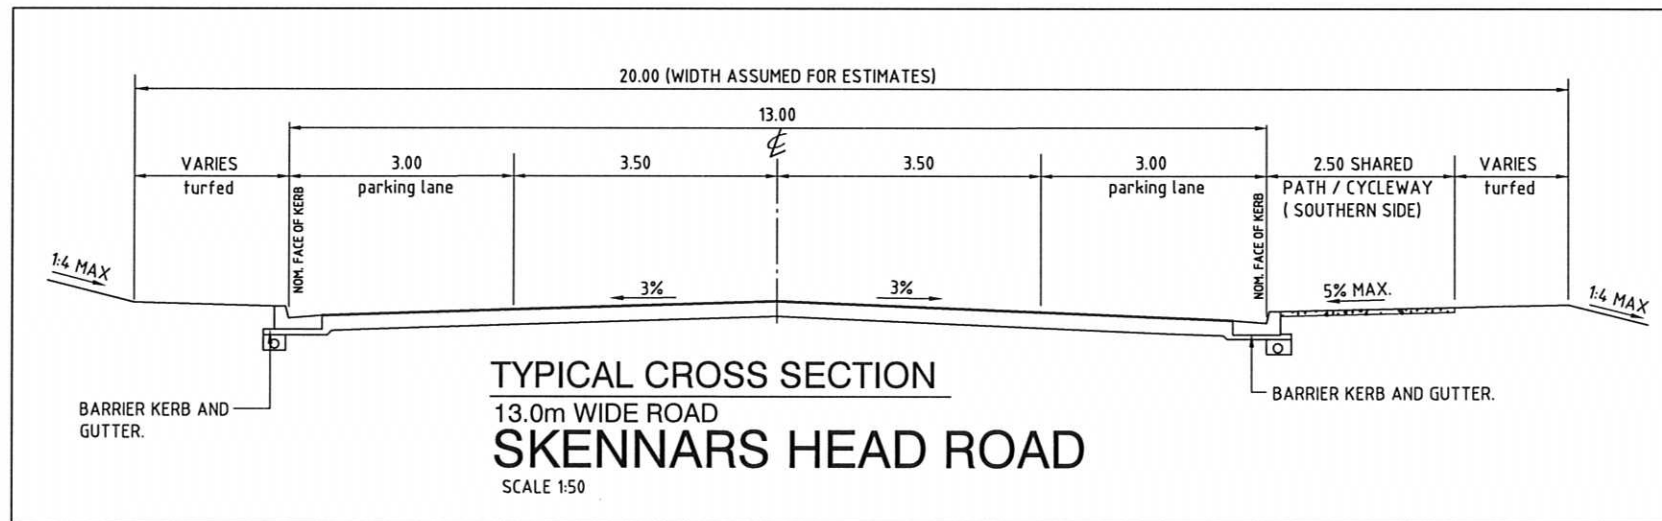 20.00 (WIDTH ASSUMED FOR ESTIMATES)
13.00
℄
VARIES
turfed
3.00
parking lane
3.50
3.50
3.00
parking lane
2.50 SHARED
PATH / CYCLEWAY
( SOUTHERN SIDE)
VARIES
turfed
NOM. FACE OF KERB
NOM. FACE OF KERB
1:4 MAX
3%
3%
5% MAX.
1:4 MAX
BARRIER KERB AND
GUTTER.
BARRIER KERB AND GUTTER.
TYPICAL CROSS SECTION
13.0m WIDE ROAD
SKENNARS HEAD ROAD
SCALE 1:50